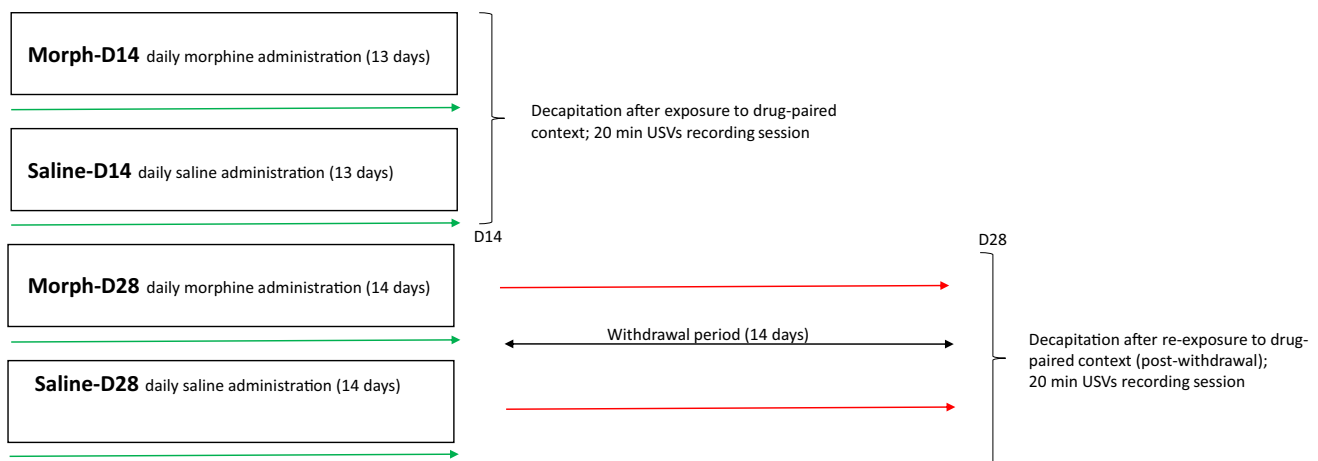 Morph-D14 daily morphine administration (13 days)
Decapitation after exposure to drug-paired
context; 20 min USVs recording session
Saline-D14 daily saline administration (13 days)
D14
D28
Morph-D28 daily morphine administration (14 days)
Withdrawal period (14 days)
Decapitation after re-exposure to drug-
paired context (post-withdrawal);
20 min USVs recording session
Saline-D28 daily saline administration (14 days)